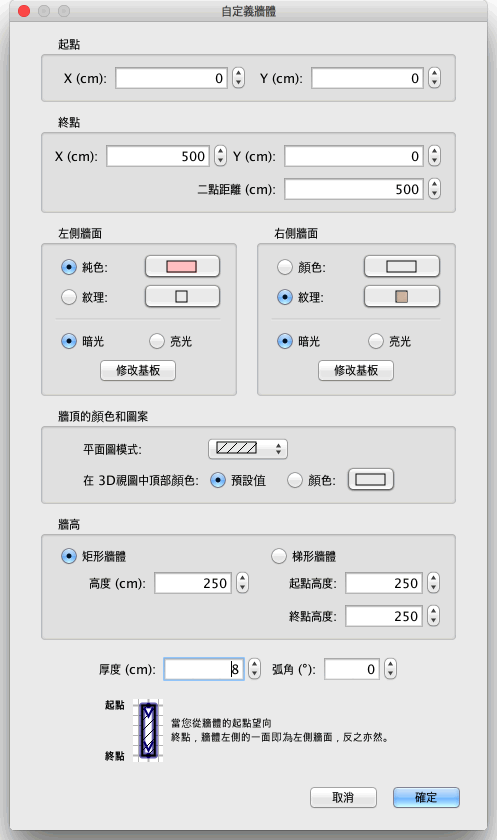 自定義牆體
起點
X (cm): 0 Y (cm): 0
終點
X (cm): 500 Y (cm): 0
二點距離 (cm): 500
左側牆面
純色:
紋理:
暗光 亮光
修改基板
右側牆面
顏色:
紋理:
暗光 亮光
修改基板
牆頂的顏色和圖案
平面圖模式:
在 3D視圖中頂部顏色: 預設值 顏色:
牆高
矩形牆體 梯形牆體
高度 (cm): 250 起點高度: 250
終點高度: 250
厚度 (cm): 8 弧角 (°): 0
起點
終點
當您從牆體的起點望向
終點，牆體左側的一面即為左側牆面，反之亦然。
取消 確定